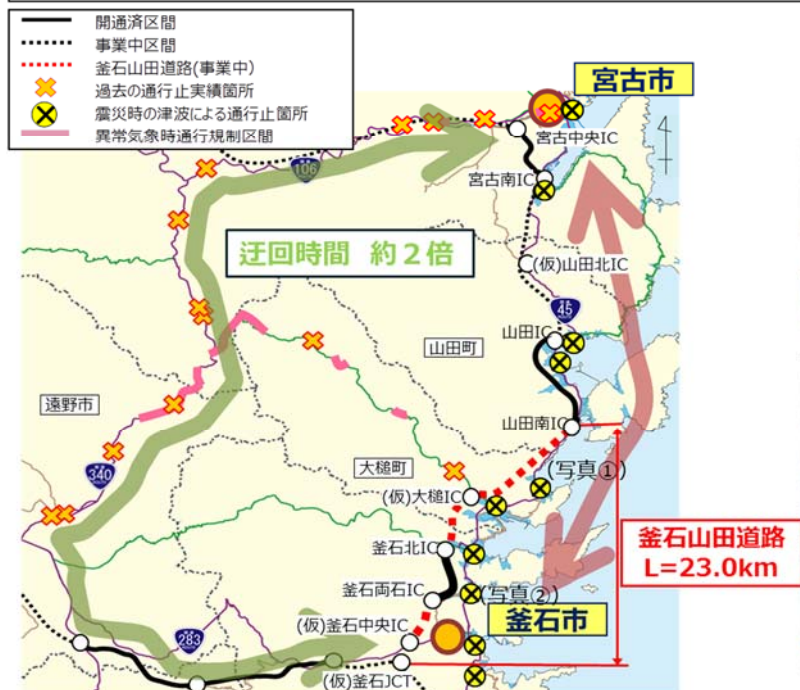 開通済区間
事業中区間
釜石山田道路(事業中)
過去の通行止実績箇所
震災時の津波による通行止箇所
異常気象時通行規制区間
宮古市
宮古中央IC
106
宮古南IC
迂回時間 約２倍
(仮)山田北IC
45
山田IC
山田町
遠野市
山田南IC
大槌町
(写真①)
340
(仮)大槌IC
釜石山田道路
L=23.0km
釜石北IC
釜石両石IC
(写真②)
釜石市
(仮)釜石中央IC
283
(仮)釜石JCT